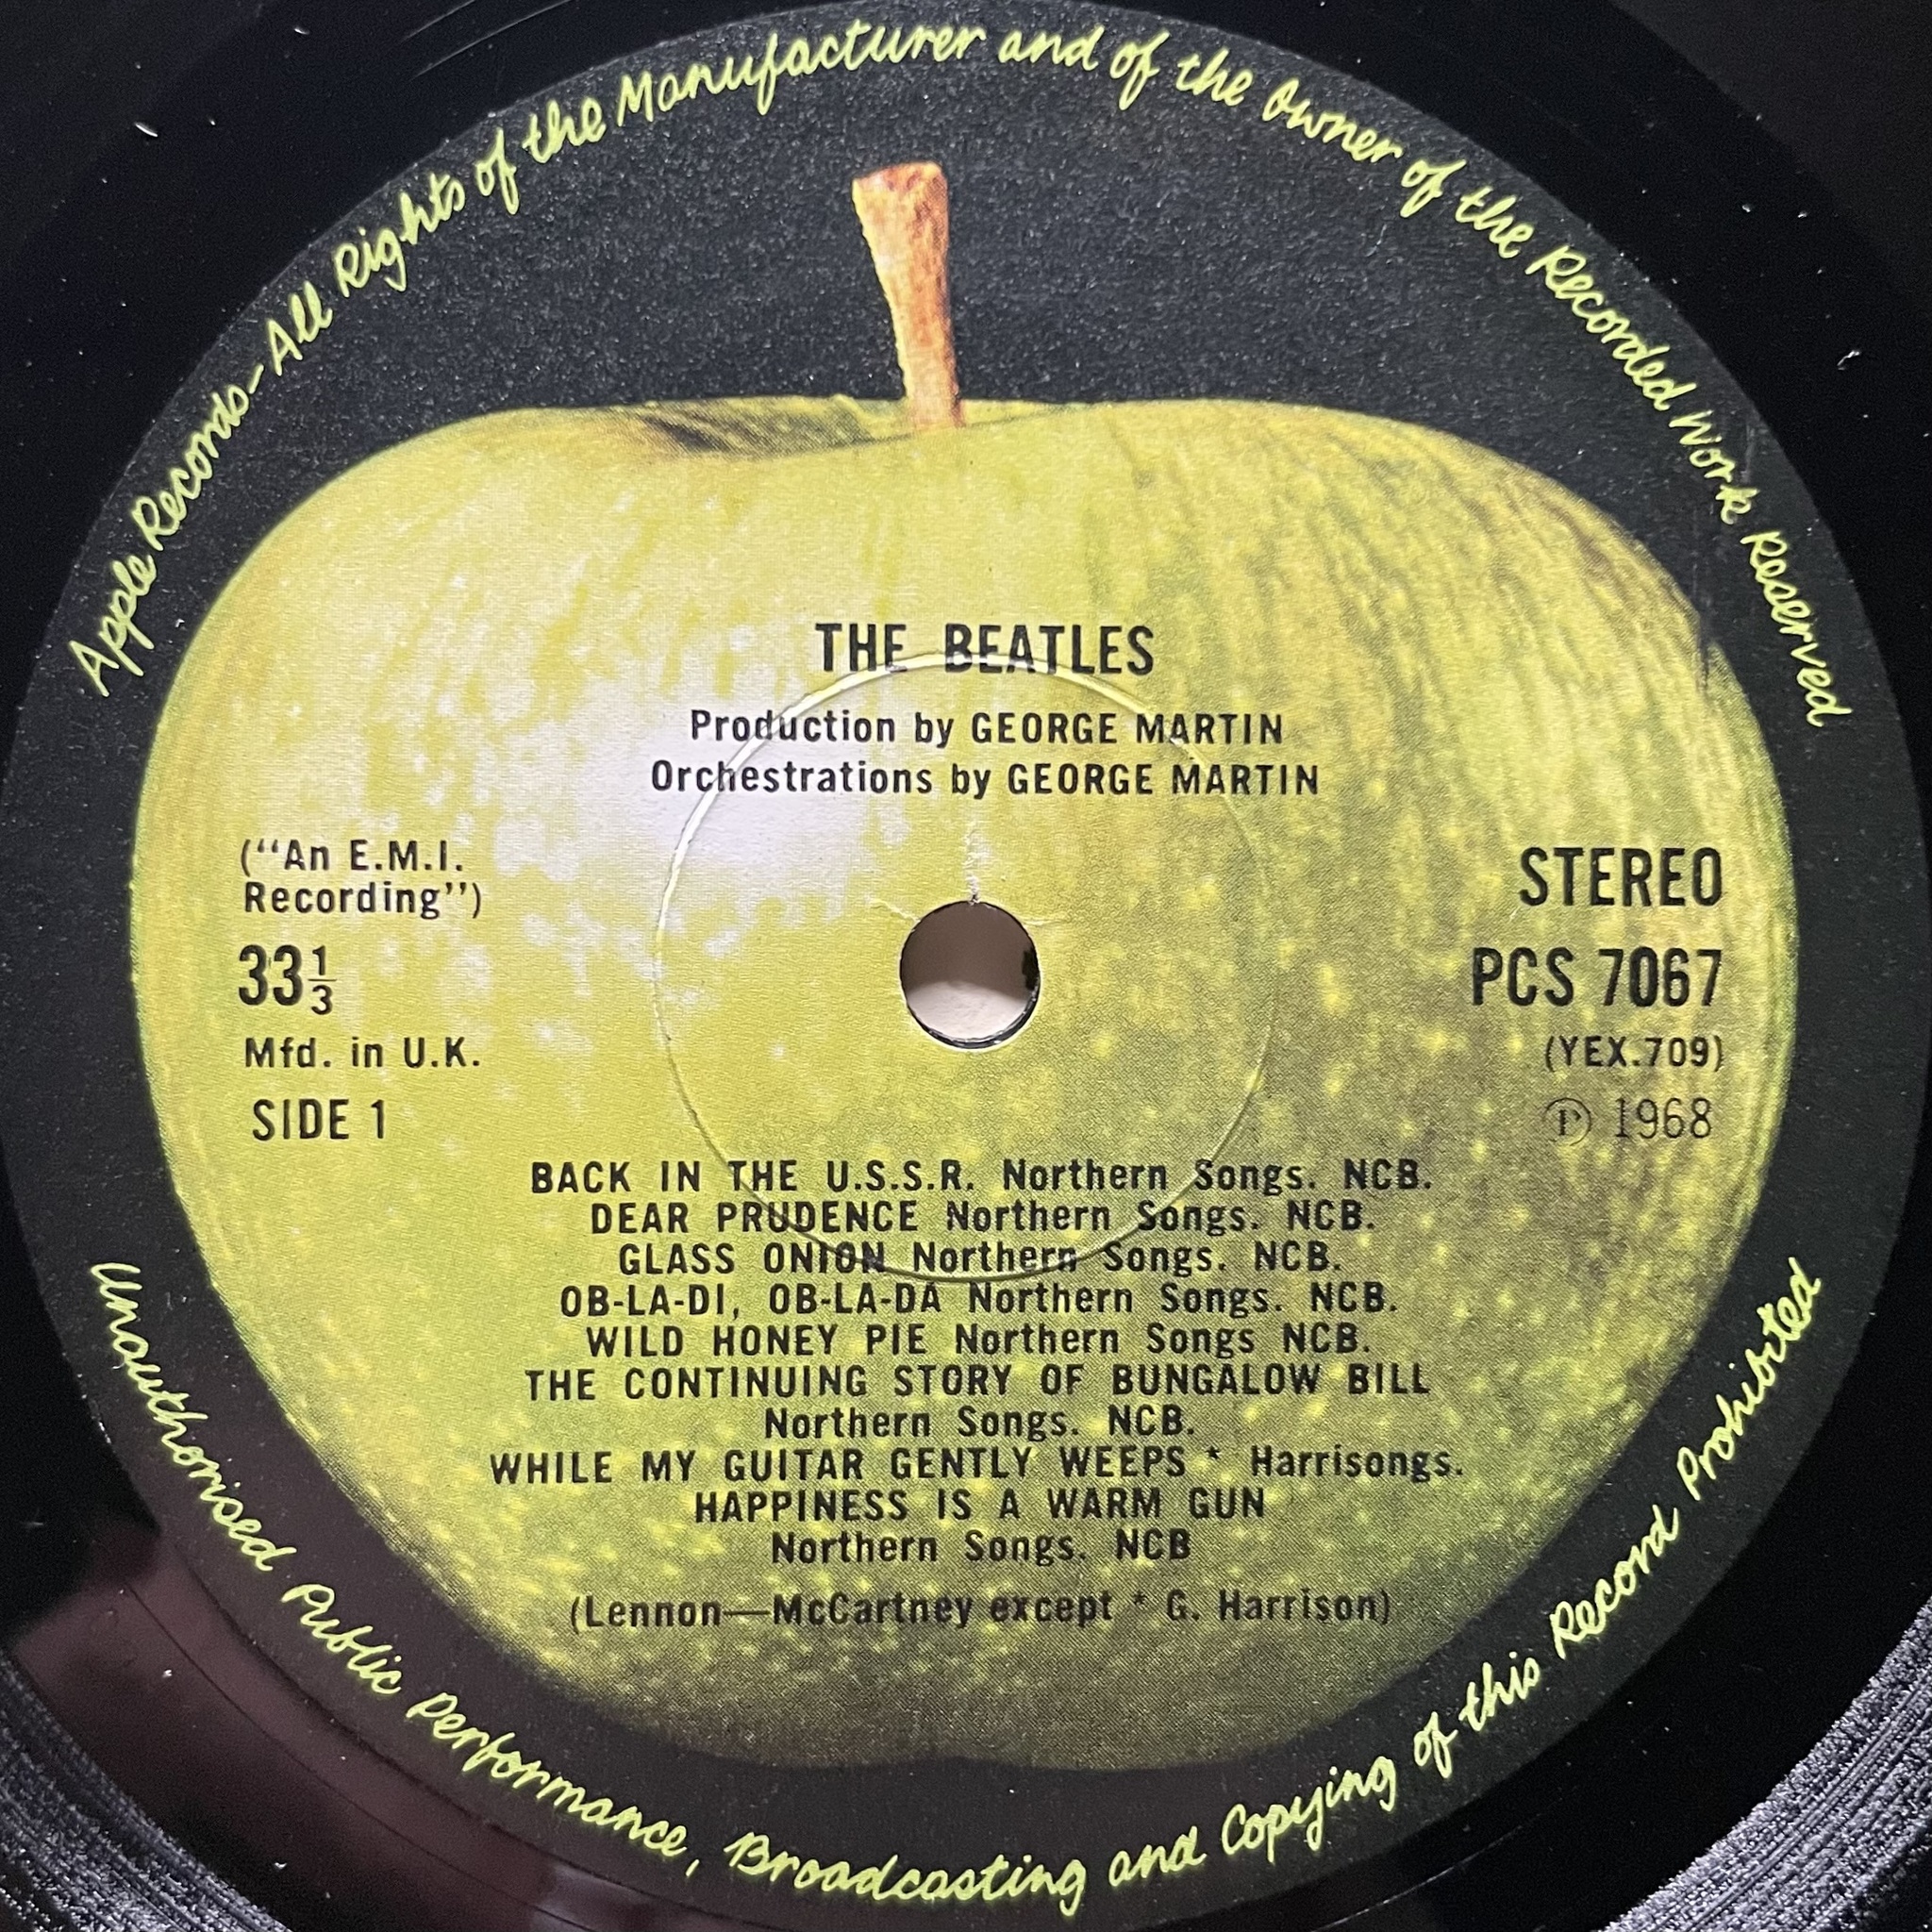 Apple Records-All Rights of the Manufacturer and of the Owner of the Recorded Work Reserved
THE BEATLES
Production by GEORGE MARTIN
Orchestrations by GEORGE MARTIN
(“An E.M.I.
Recording”)
33⅓
Mfd. in U.K.
SIDE 1
STEREO
PCS 7067
(YEX.709)
℗ 1968
BACK IN THE U.S.S.R. Northern Songs. NCB.
DEAR PRUDENCE Northern Songs. NCB.
GLASS ONION Northern Songs. NCB.
OB-LA-DI, OB-LA-DA Northern Songs. NCB.
WILD HONEY PIE Northern Songs NCB.
THE CONTINUING STORY OF BUNGALOW BILL
Northern Songs. NCB.
WHILE MY GUITAR GENTLY WEEPS * Harrisongs.
HAPPINESS IS A WARM GUN
Northern Songs. NCB
(Lennon—McCartney except * G. Harrison)
Unauthorised Public Performance, Broadcasting and Copying of this Record Prohibited